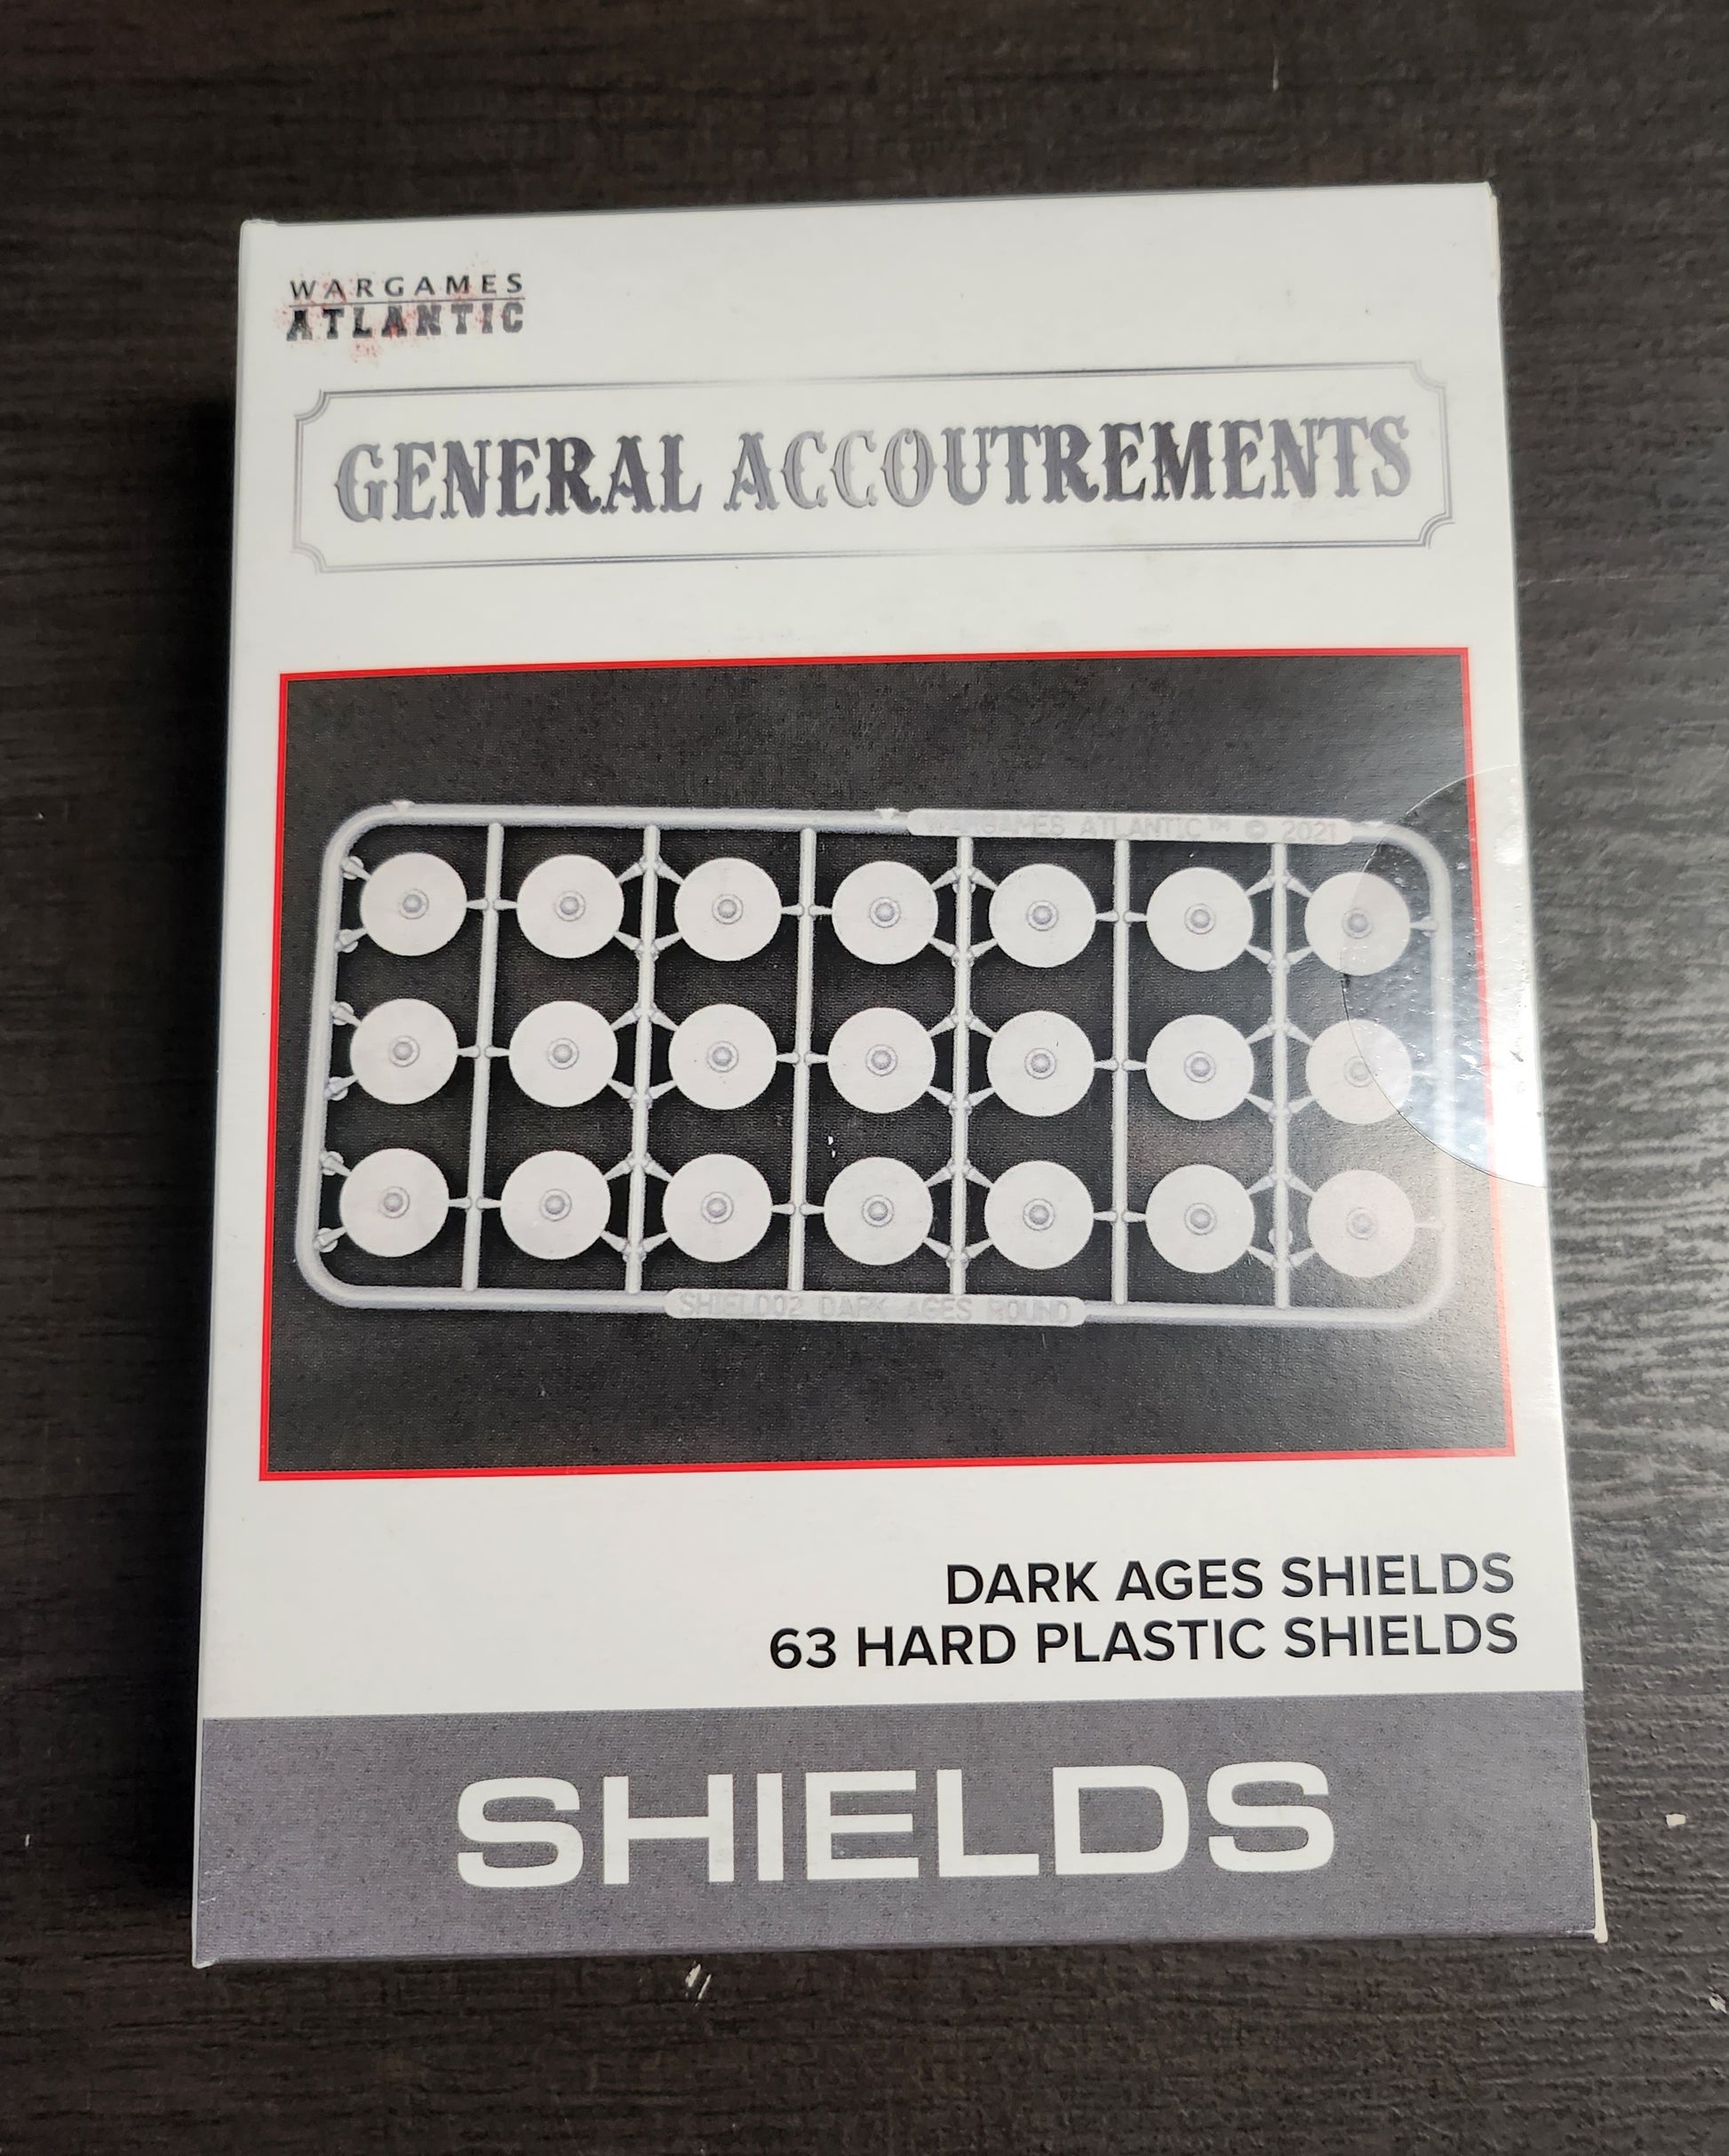 WARGAMES
ATLANTIC
GENERAL ACCOUTREMENTS
WARGAMES ATLANTIC™ © 2021
SHIELD02 DARK AGES ROUND
DARK AGES SHIELDS
63 HARD PLASTIC SHIELDS
SHIELDS